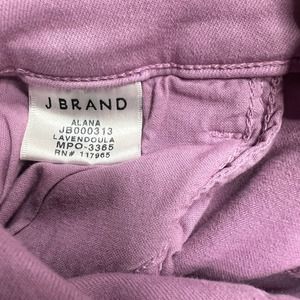 J BRAND
ALANA
JB000313
LAVENDOULA
MPO-3365
RN# 117965